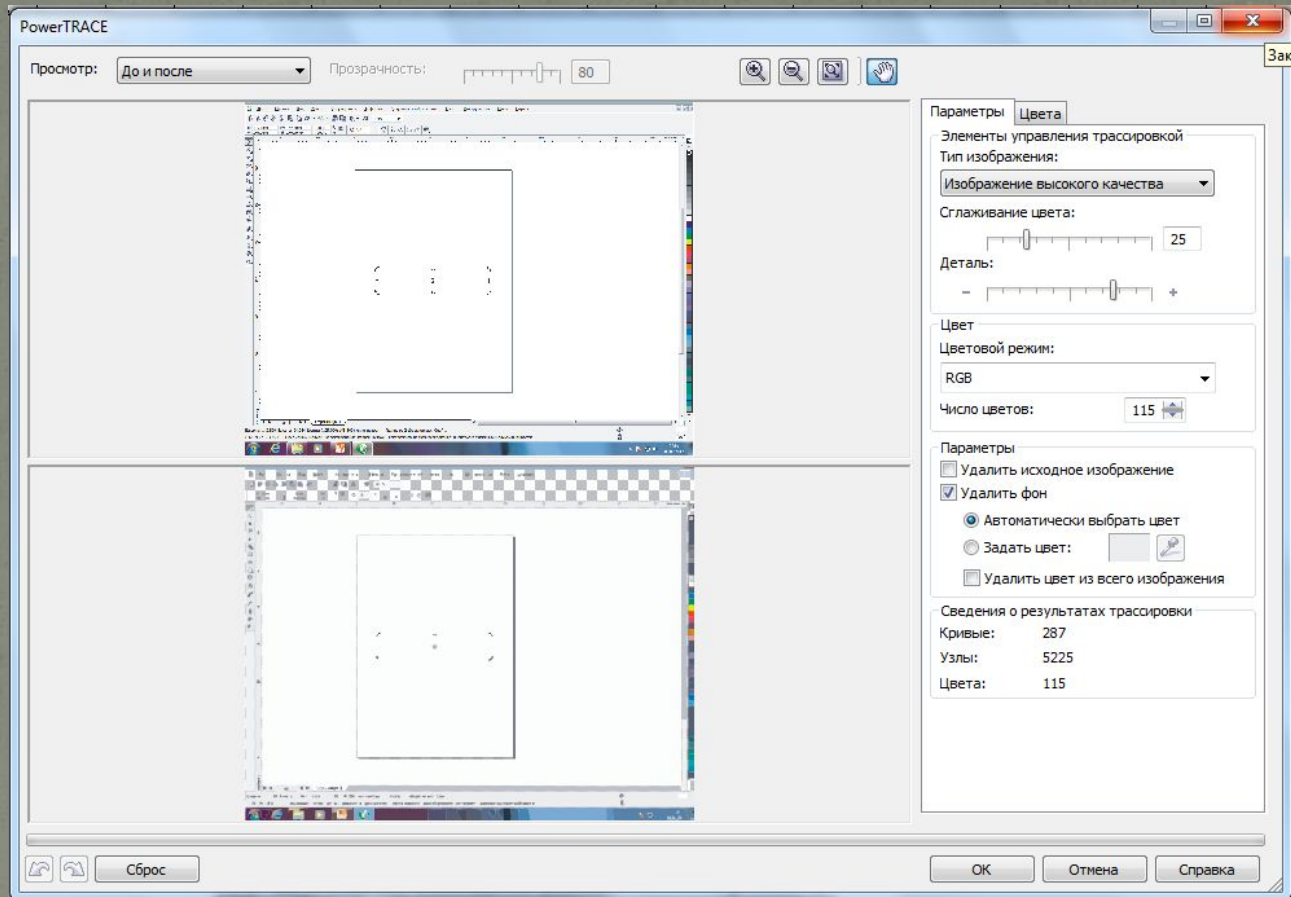 PowerTRACE
Зак
Просмотр: До и после Прозрачность: 80
Параметры Цвета
Элементы управления трассировкой
Тип изображения:
Изображение высокого качества
Сглаживание цвета:
25
Деталь:
- +
Цвет
Цветовой режим:
RGB
Число цветов: 115
Параметры
Удалить исходное изображение
Удалить фон
Автоматически выбрать цвет
Задать цвет:
Удалить цвет из всего изображения
Сведения о результатах трассировки
Кривые: 287
Узлы: 5225
Цвета: 115
Сброс OK Отмена Справка